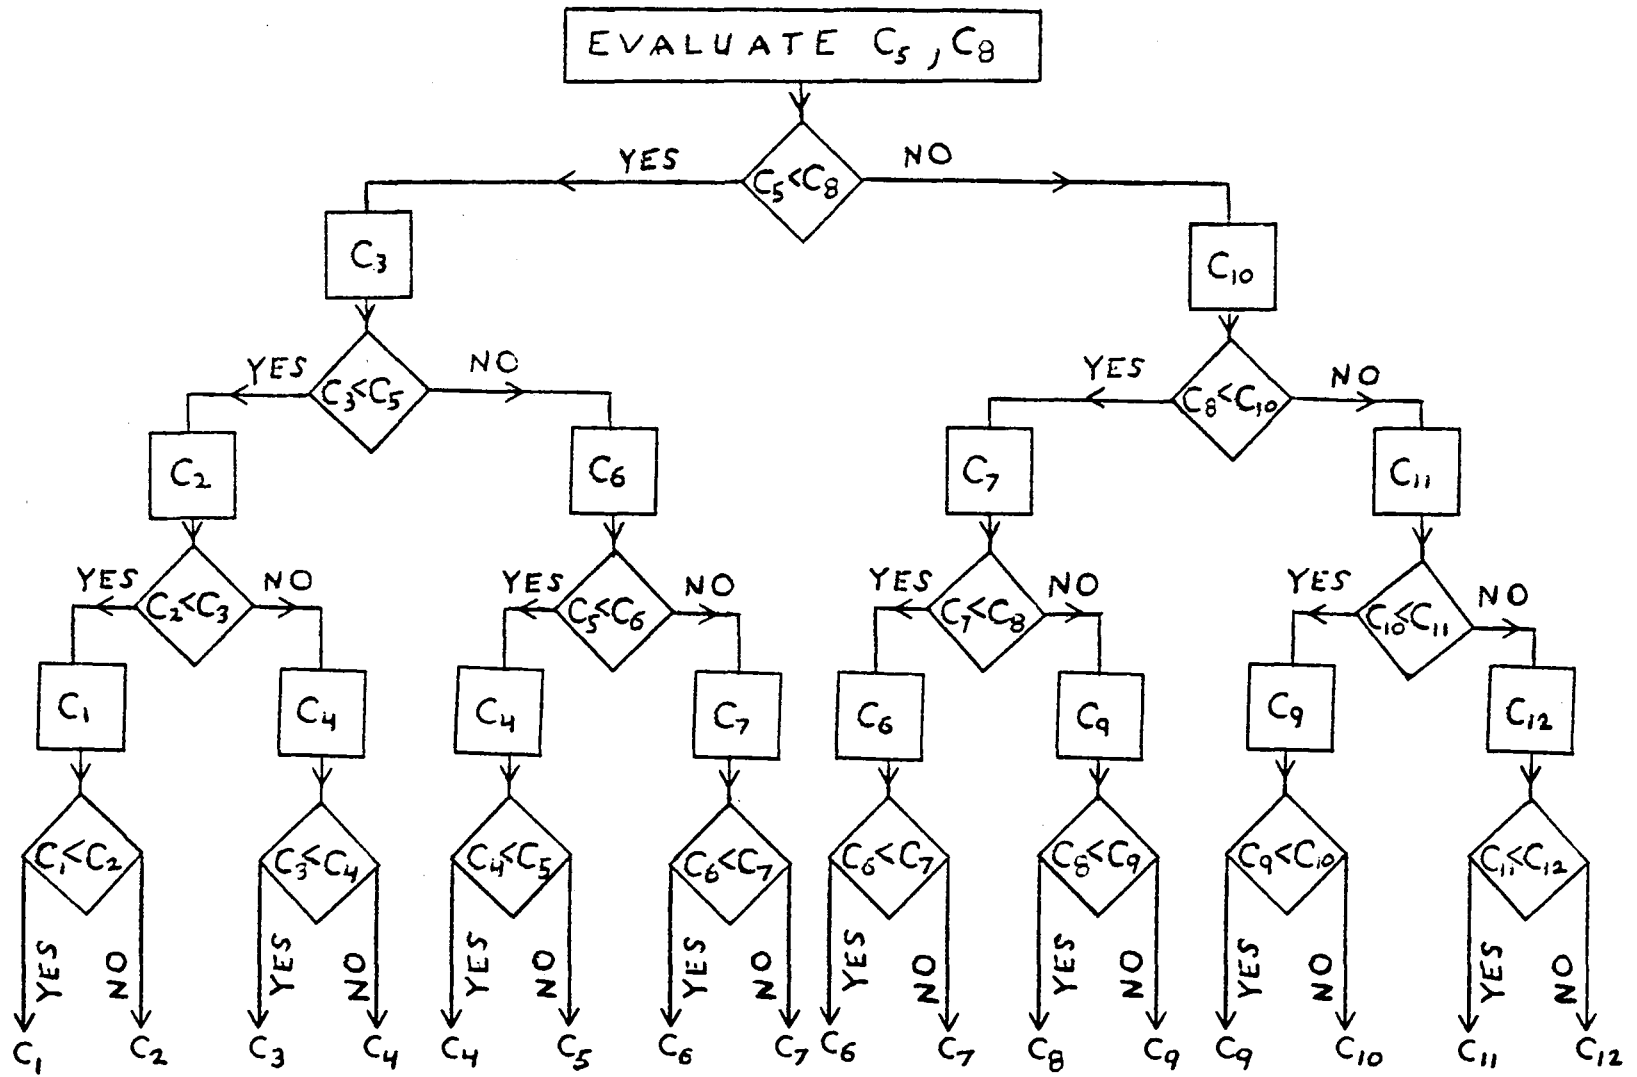 EVALUATE C5, C8
YES
C5<C8
NO
C3
C10
YES
C3<C5
NO
YES
C8<C10
NO
C2
C6
C7
C11
YES
C2<C3
NO
YES
C5<C6
NO
YES
C7<C8
NO
YES
C10<C11
NO
C1
C4
C4
C7
C6
C9
C9
C12
C1<C2
C3<C4
C4<C5
C6<C7
C6<C7
C8<C9
C9<C10
C11<C12
YES
NO
YES
NO
YES
NO
YES
NO
YES
NO
YES
NO
YES
NO
YES
NO
C1
C2
C3
C4
C4
C5
C6
C7
C6
C7
C8
C9
C9
C10
C11
C12